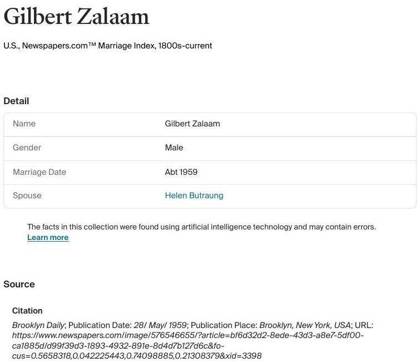 Gilbert Zalaam
U.S., Newspapers.com™ Marriage Index, 1800s-current
Detail
Name Gilbert Zalaam
Gender Male
Marriage Date Abt 1959
Spouse Helen Butraung
The facts in this collection were found using artificial intelligence technology and may contain errors.
Learn more
Source
Citation
Brooklyn Daily; Publication Date: 28/ May/ 1959; Publication Place: Brooklyn, New York, USA; URL:
https://www.newspapers.com/image/576546655/?article=bf6d32d2-8ede-43d3-a8e7-5df00-
ca1885d/d99f39d3-1893-4932-891e-8d4d7b127d6c&fo-
cus=0.5658318,0.042225443,0.74098885,0.21308379&xid=3398